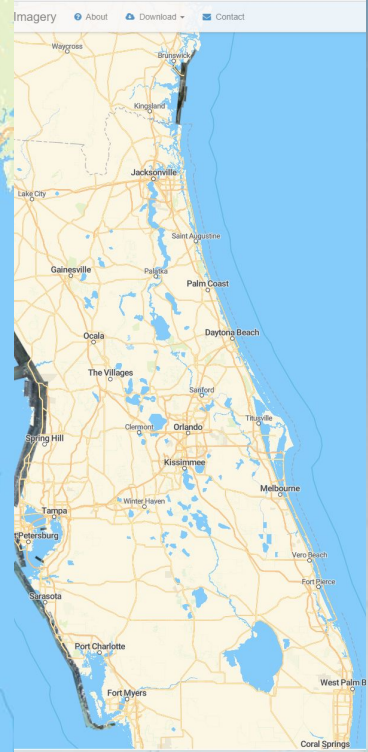 Imagery About Download Contact
Waycross
Brunswick
Kingsland
Jacksonville
Lake City
Saint Augustine
Gainesville
Palatka
Palm Coast
Ocala
Daytona Beach
The Villages
Sanford
Titusville
Clermont
Orlando
Spring Hill
Kissimmee
Melbourne
Winter Haven
Tampa
Petersburg
Vero Beach
Fort Pierce
Sarasota
Port Charlotte
West Palm B
Fort Myers
Coral Springs